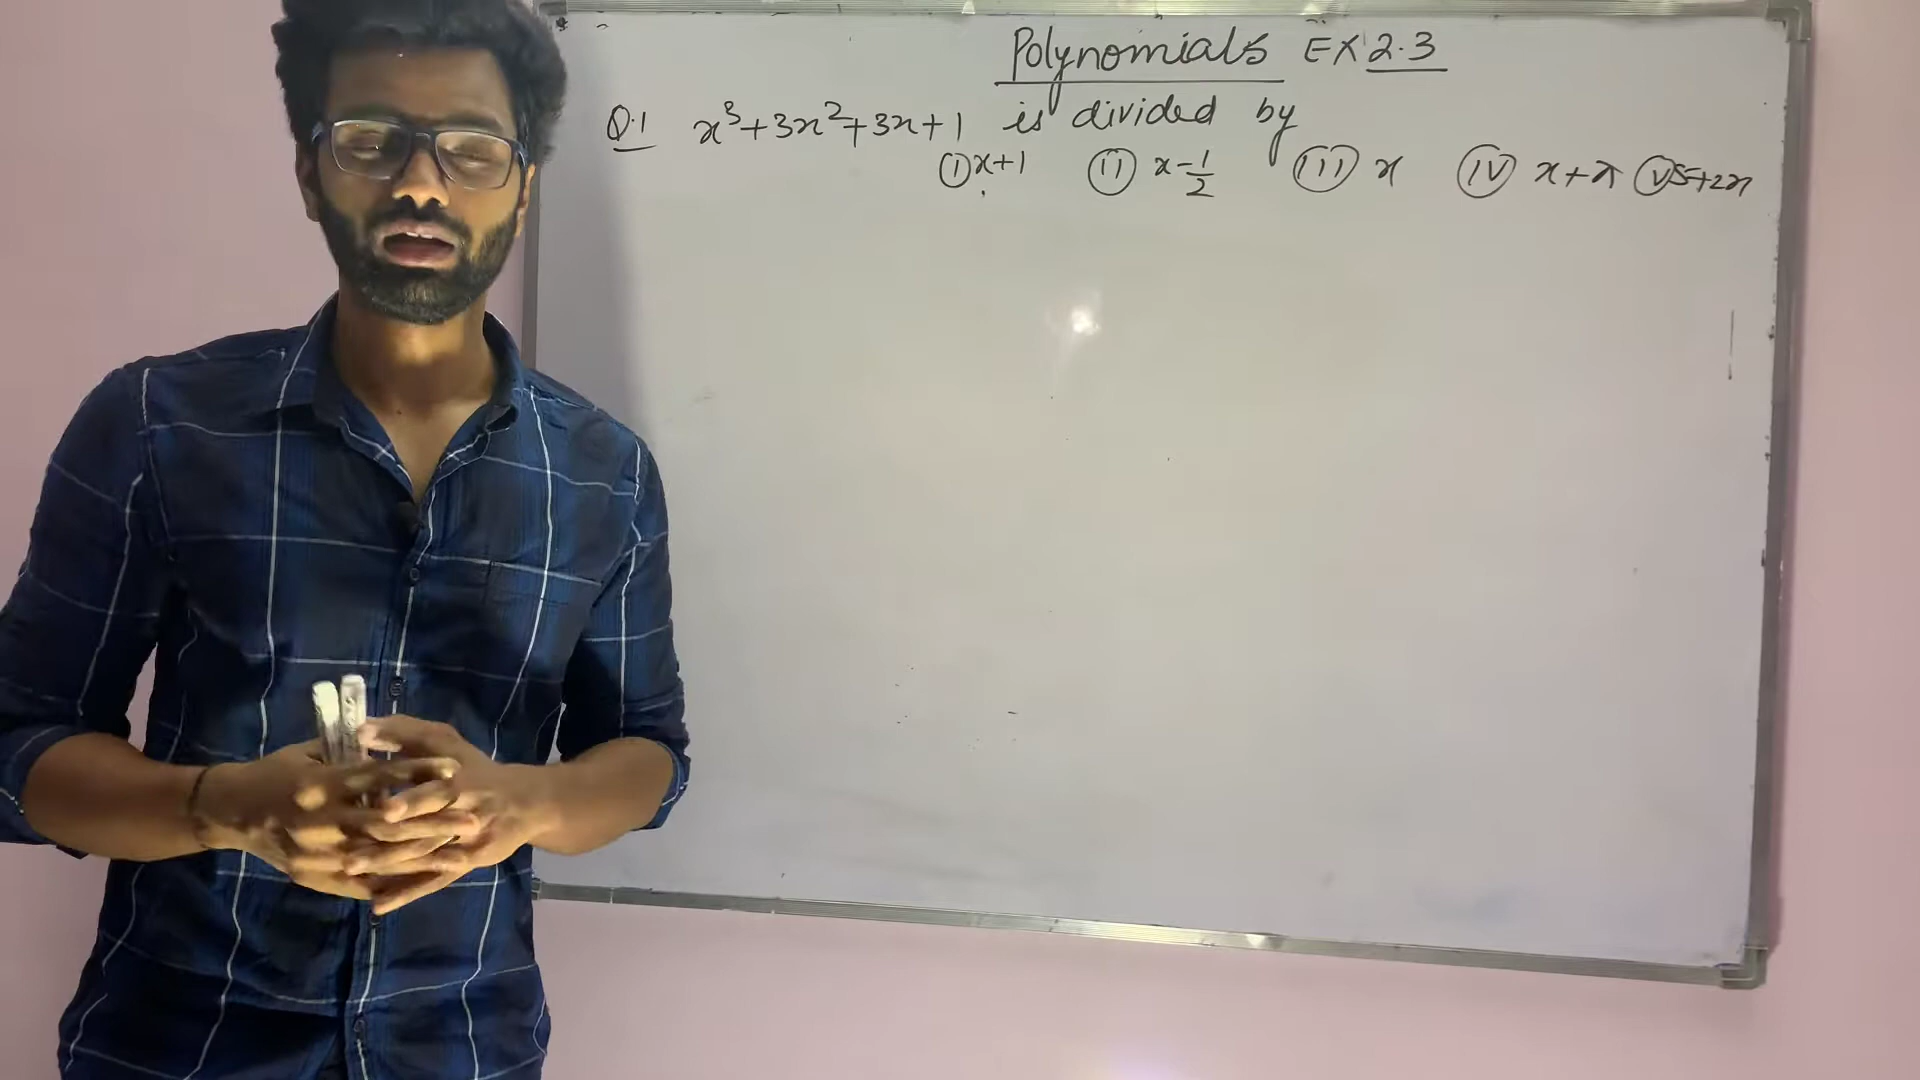 Polynomials EX 2.3
Q.1 x³+3x²+3x+1 is divided by
(i) x+1 (ii) x-1/2 (iii) x (iv) x+π (v) 5+2x